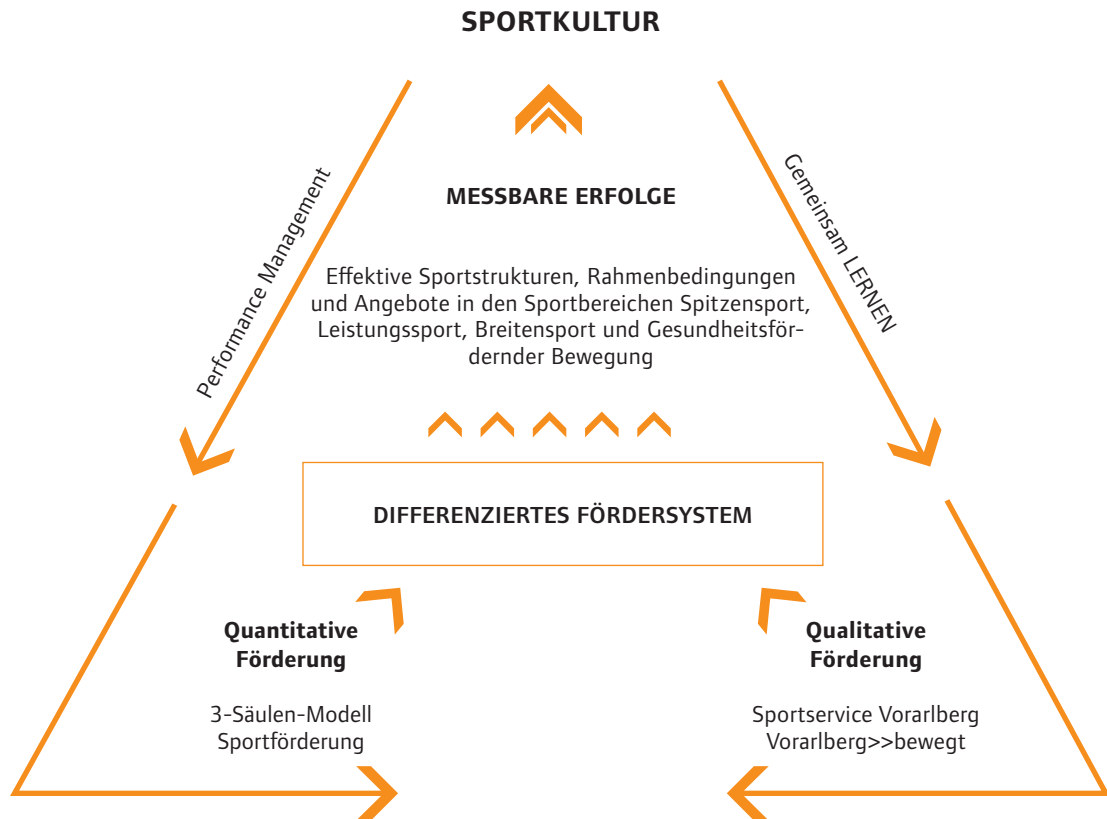 SPORTKULTUR
MESSBARE ERFOLGE
Performance Management
Gemeinsam LERNEN
Effektive Sportstrukturen, Rahmenbedingungen
und Angebote in den Sportbereichen Spitzensport,
Leistungssport, Breitensport und Gesundheitsför-
dernder Bewegung
DIFFERENZIERTES FÖRDERSYSTEM
Quantitative
Förderung
3-Säulen-Modell
Sportförderung
Qualitative
Förderung
Sportservice Vorarlberg
Vorarlberg>>bewegt